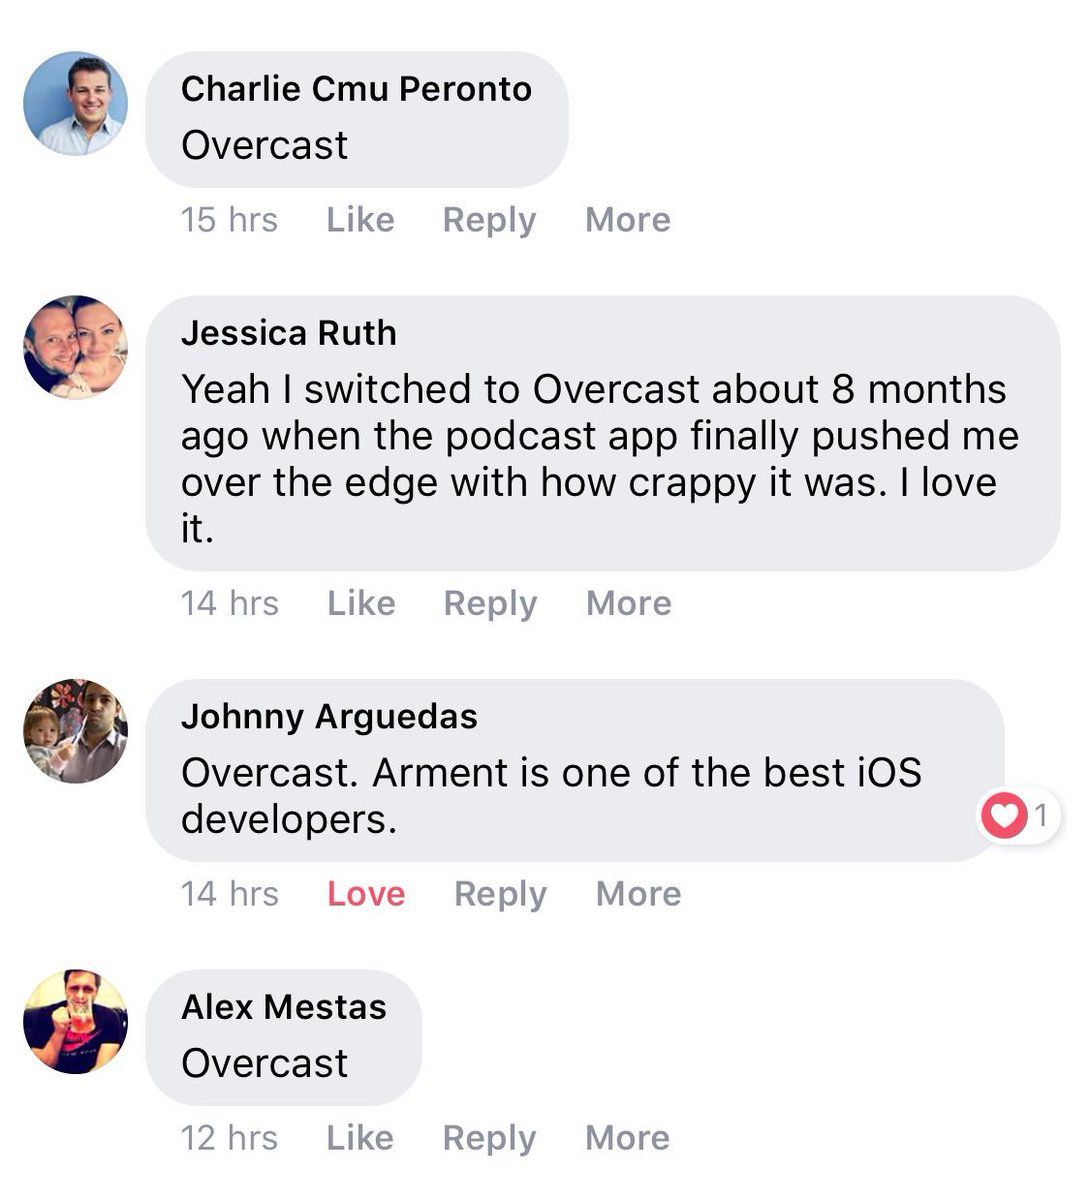 Charlie Cmu Peronto
Overcast
15 hrs Like Reply More
Jessica Ruth
Yeah I switched to Overcast about 8 months
ago when the podcast app finally pushed me
over the edge with how crappy it was. I love
it.
14 hrs Like Reply More
Johnny Arguedas
Overcast. Arment is one of the best iOS
developers.
1
14 hrs Love Reply More
Alex Mestas
Overcast
12 hrs Like Reply More